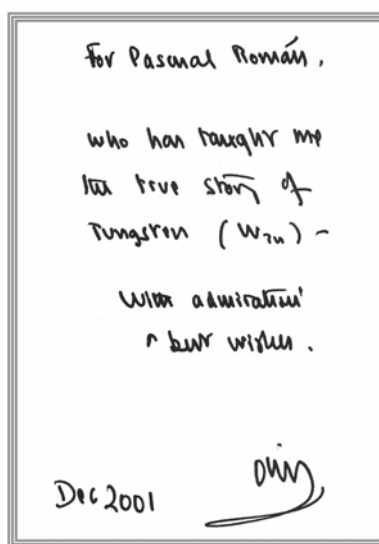 For Pascual Román,
who has taught me
the true story of
Tungsten (W74) –
With admiration
& best wishes.
Dec 2001